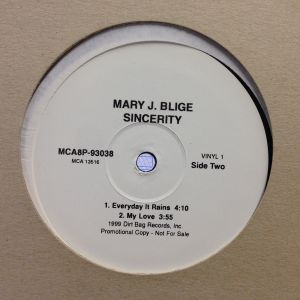 MARY J. BLIGE
SINCERITY
MCA8P-93038
MCA 13516
VINYL 1
Side Two
1. Everyday It Rains 4:10
2. My Love 3:55
1999 Dirt Bag Records, Inc.
Promotional Copy - Not For Sale